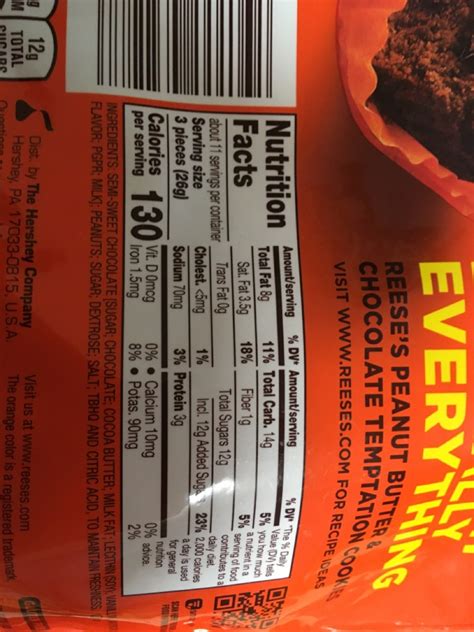 12g
TOTAL
SUGARS
LLY
EVERYTHING
REESE'S PEANUT BUTTER &
CHOCOLATE TEMPTATION COOKIES
VISIT WWW.REESES.COM FOR RECIPE IDEAS
Nutrition
Facts
about 11 servings per container
Serving size
3 pieces (26g)
Calories 130
per serving
Amount/serving % DV*
Total Fat 8g 11%
Sat. Fat 3.5g 18%
Trans Fat 0g
Cholest. <5mg 1%
Sodium 70mg 3%
Amount/serving % DV*
Total Carb. 14g 5%
Fiber 1g 5%
Total Sugars 12g
Incl. 12g Added Sug 23%
Protein 3g
Vit. D 0mcg 0% • Calcium 10mg 0%
Iron 1.5mg 8% • Potas. 90mg 2%
*The % Daily
Value (DV) tells
you how much
a nutrient in a
serving of food
contributes to a
daily diet.
2,000 calories
a day is used
for general
nutrition
advice.
INGREDIENTS: SEMI-SWEET CHOCOLATE (SUGAR; CHOCOLATE; COCOA BUTTER; MILK FAT; LECITHIN (SOY);
FLAVOR; PGPR; MILK); PEANUTS; SUGAR; DEXTROSE; SALT; TBHQ AND CITRIC ACID, TO MAINTAIN FRESHNESS.
Dist. by The Hershey Company
Hershey, PA 17033-0815, U.S.A.
Visit us at www.reeses.com
The orange color is a registered trademark.